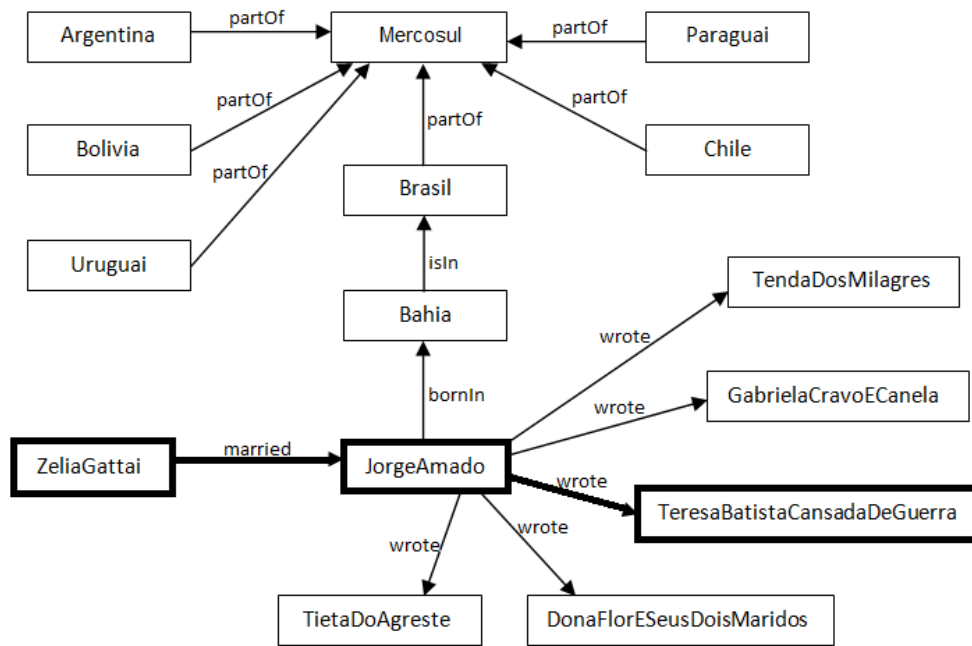 Argentina
partOf
Mercosul
partOf
Paraguai
partOf
partOf
Bolivia
partOf
Chile
partOf
Brasil
Uruguai
isIn
TendaDosMilagres
Bahia
wrote
bornIn
wrote
GabrielaCravoECanela
married
ZeliaGattai
JorgeAmado
wrote
TeresaBatistaCansadaDeGuerra
wrote
wrote
TietaDoAgreste
DonaFlorESeusDoisMaridos